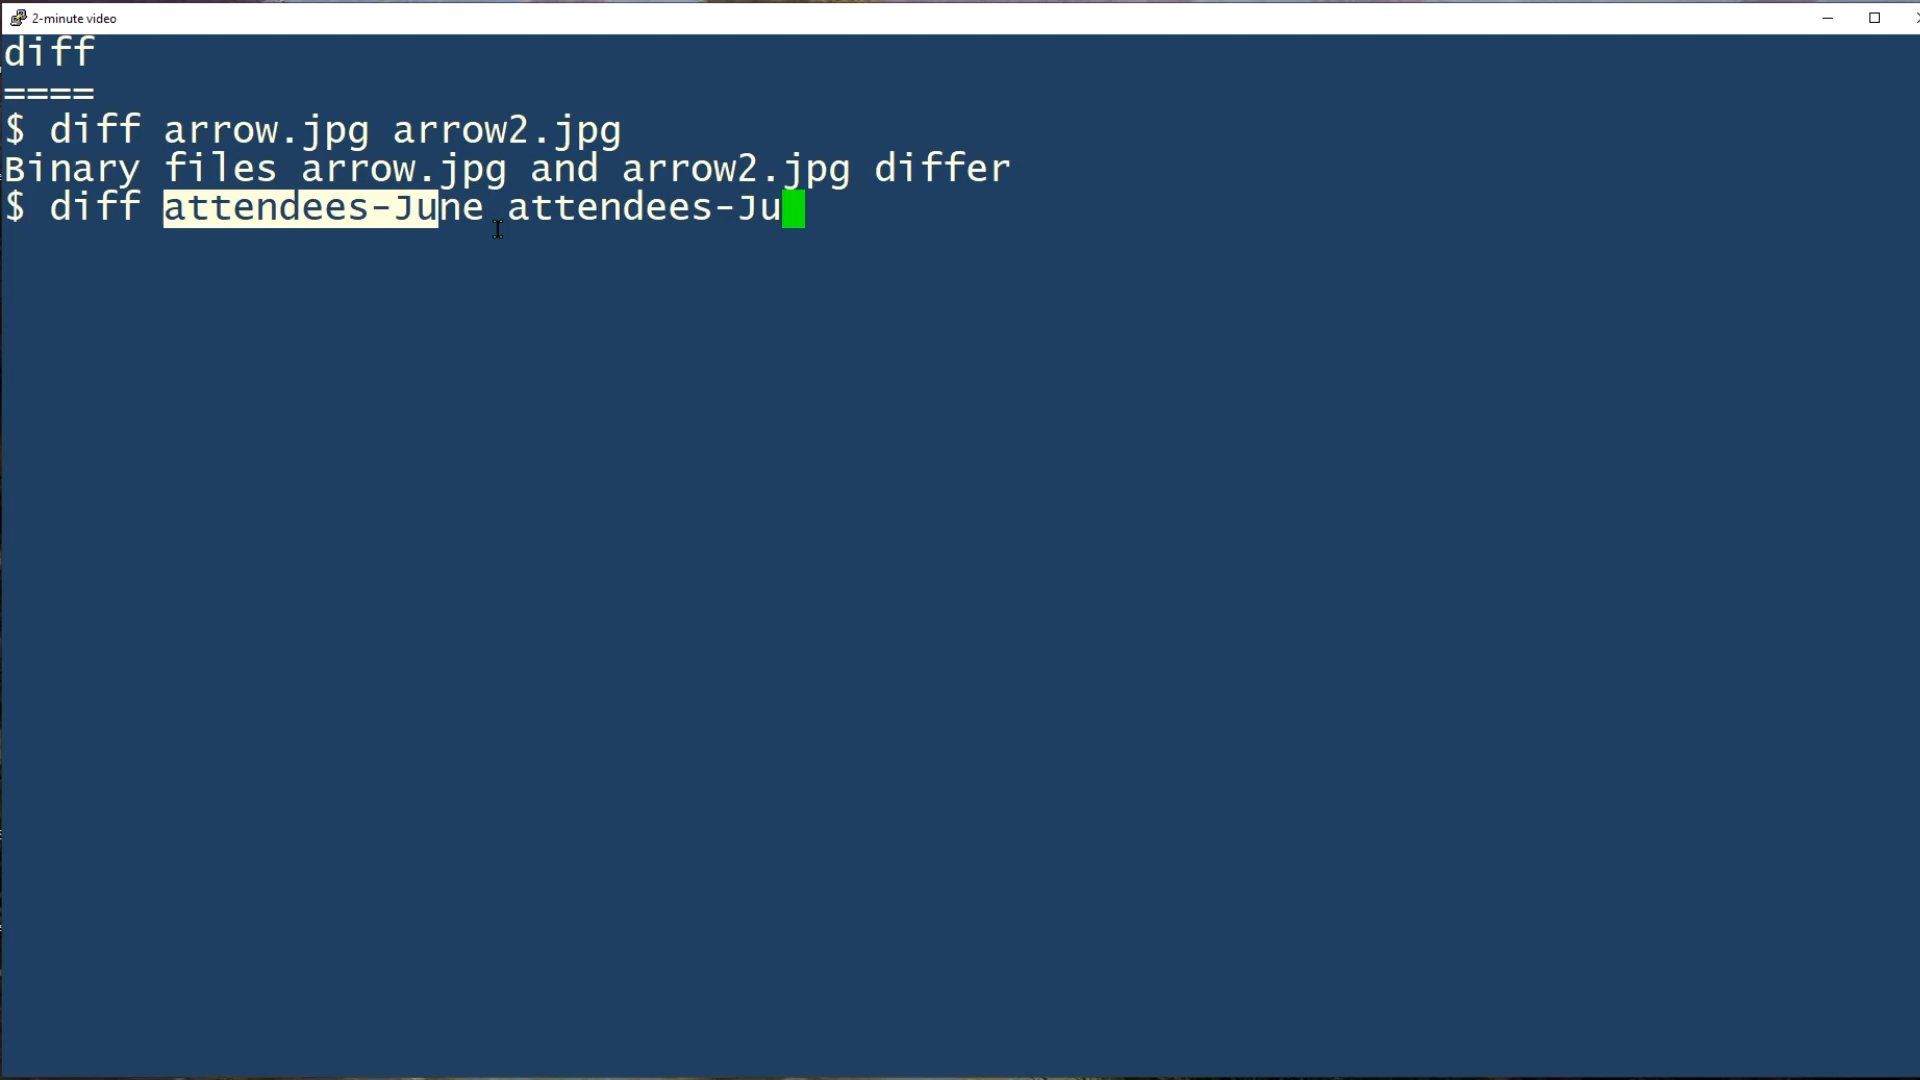 2-minute video
diff
====
$ diff arrow.jpg arrow2.jpg
Binary files arrow.jpg and arrow2.jpg differ
$ diff attendees-June attendees-Ju